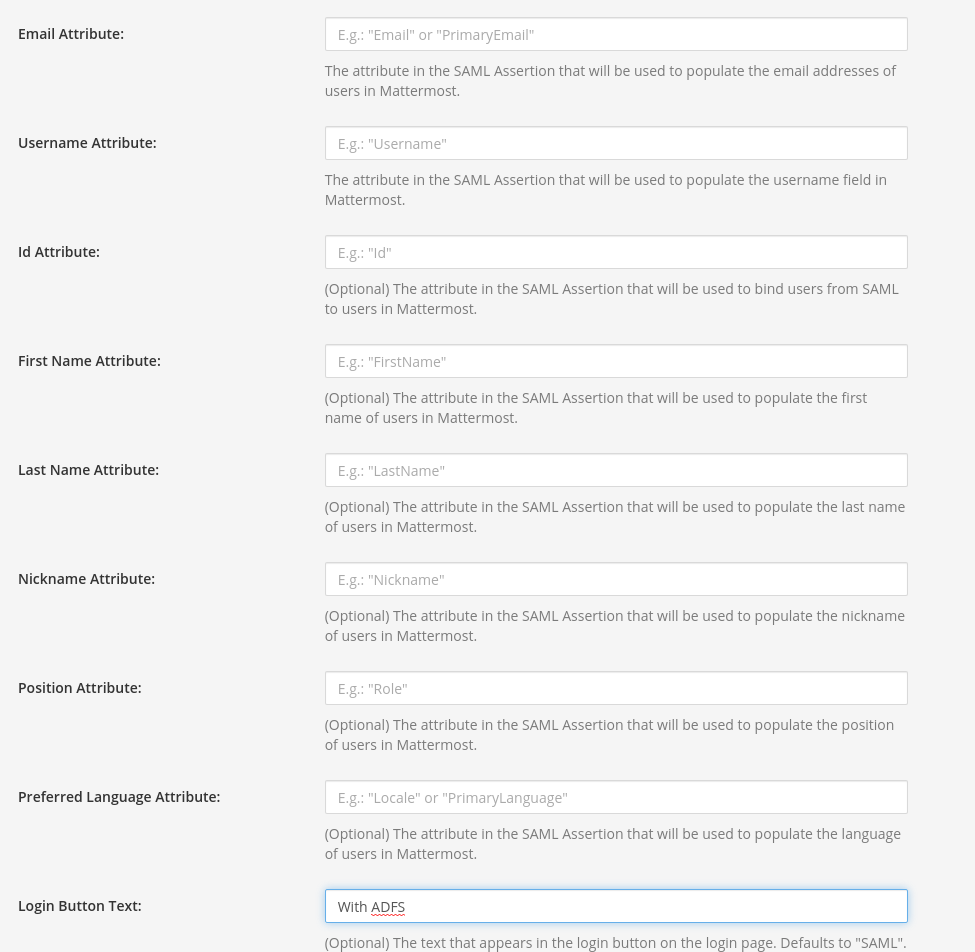 Email Attribute:
E.g.: "Email" or "PrimaryEmail"
The attribute in the SAML Assertion that will be used to populate the email addresses of
users in Mattermost.
Username Attribute:
E.g.: "Username"
The attribute in the SAML Assertion that will be used to populate the username field in
Mattermost.
Id Attribute:
E.g.: "Id"
(Optional) The attribute in the SAML Assertion that will be used to bind users from SAML
to users in Mattermost.
First Name Attribute:
E.g.: "FirstName"
(Optional) The attribute in the SAML Assertion that will be used to populate the first
name of users in Mattermost.
Last Name Attribute:
E.g.: "LastName"
(Optional) The attribute in the SAML Assertion that will be used to populate the last name
of users in Mattermost.
Nickname Attribute:
E.g.: "Nickname"
(Optional) The attribute in the SAML Assertion that will be used to populate the nickname
of users in Mattermost.
Position Attribute:
E.g.: "Role"
(Optional) The attribute in the SAML Assertion that will be used to populate the position
of users in Mattermost.
Preferred Language Attribute:
E.g.: "Locale" or "PrimaryLanguage"
(Optional) The attribute in the SAML Assertion that will be used to populate the language
of users in Mattermost.
Login Button Text:
With ADFS
(Optional) The text that appears in the login button on the login page. Defaults to "SAML".